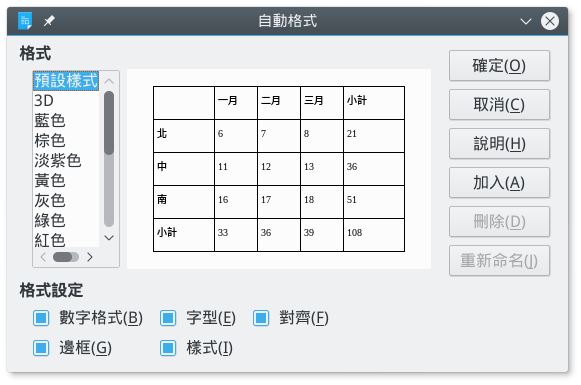 自動格式
格式
預設樣式
3D
藍色
棕色
淡紫色
黃色
灰色
綠色
紅色
一月 二月 三月 小計
北 6 7 8 21
中 11 12 13 36
南 16 17 18 51
小計 33 36 39 108
確定(O)
取消(C)
說明(H)
加入(A)
刪除(D)
重新命名(J)
格式設定
數字格式(B) 字型(E) 對齊(F)
邊框(G) 樣式(I)